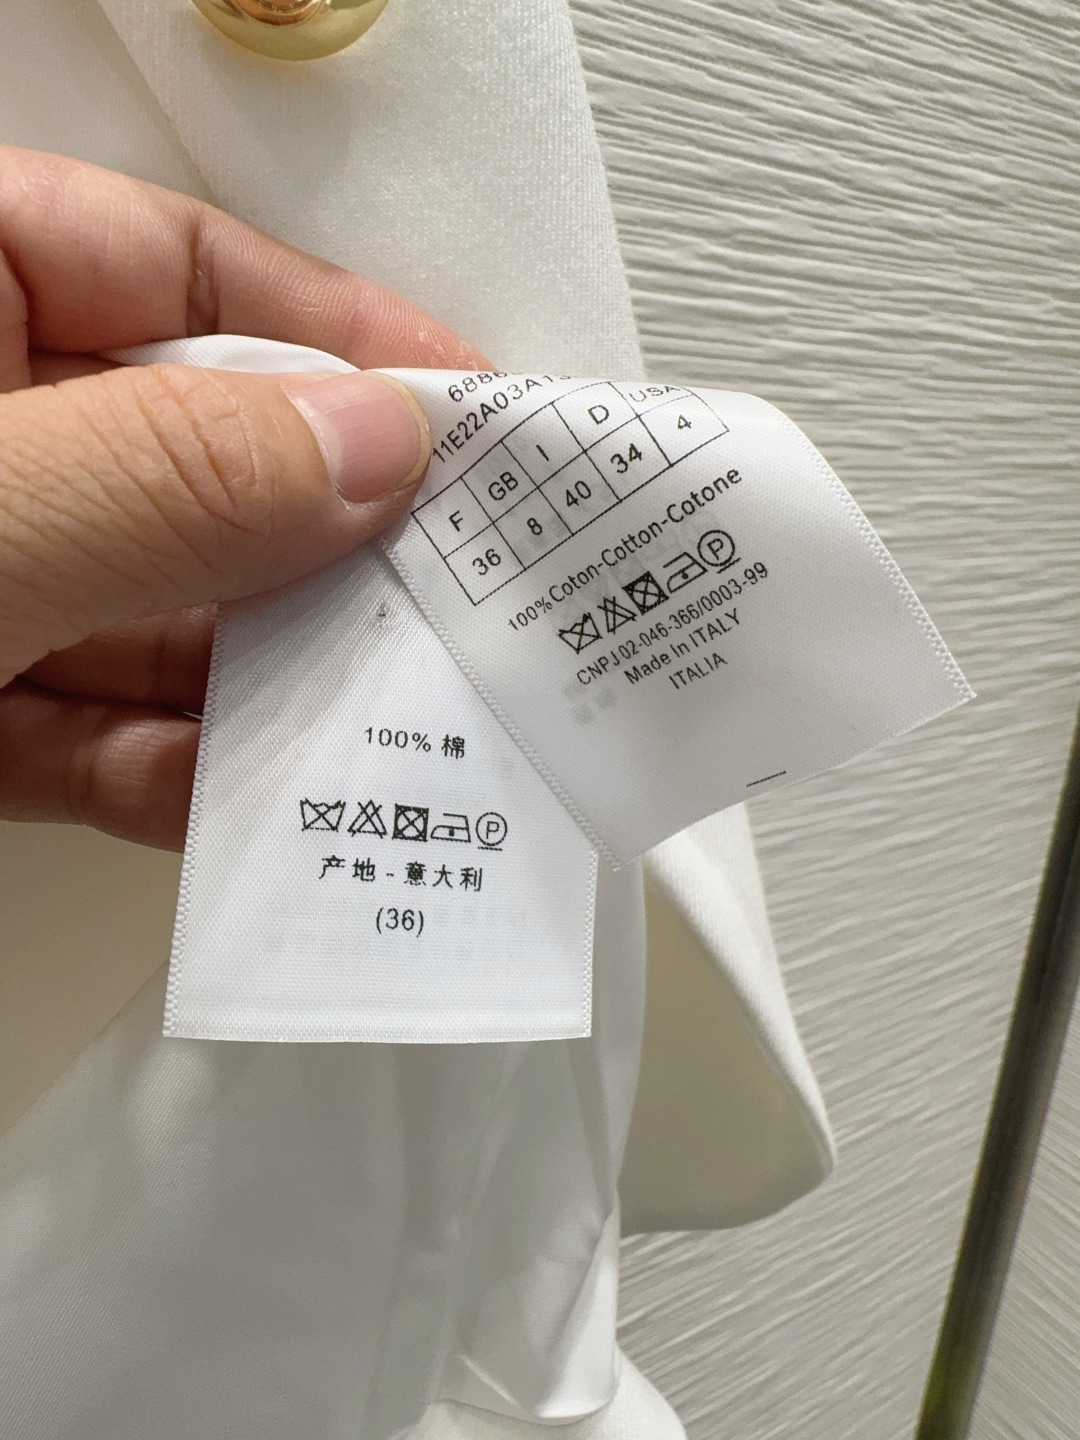 11E22A03A1
F GB I D USA
36 8 40 34 4
100%Coton-Cotton-Cotone
P
CNPJ 02-046-366/0003-99
Made In ITALY
ITALIA
100% 棉
P
产地-意大利
(36)